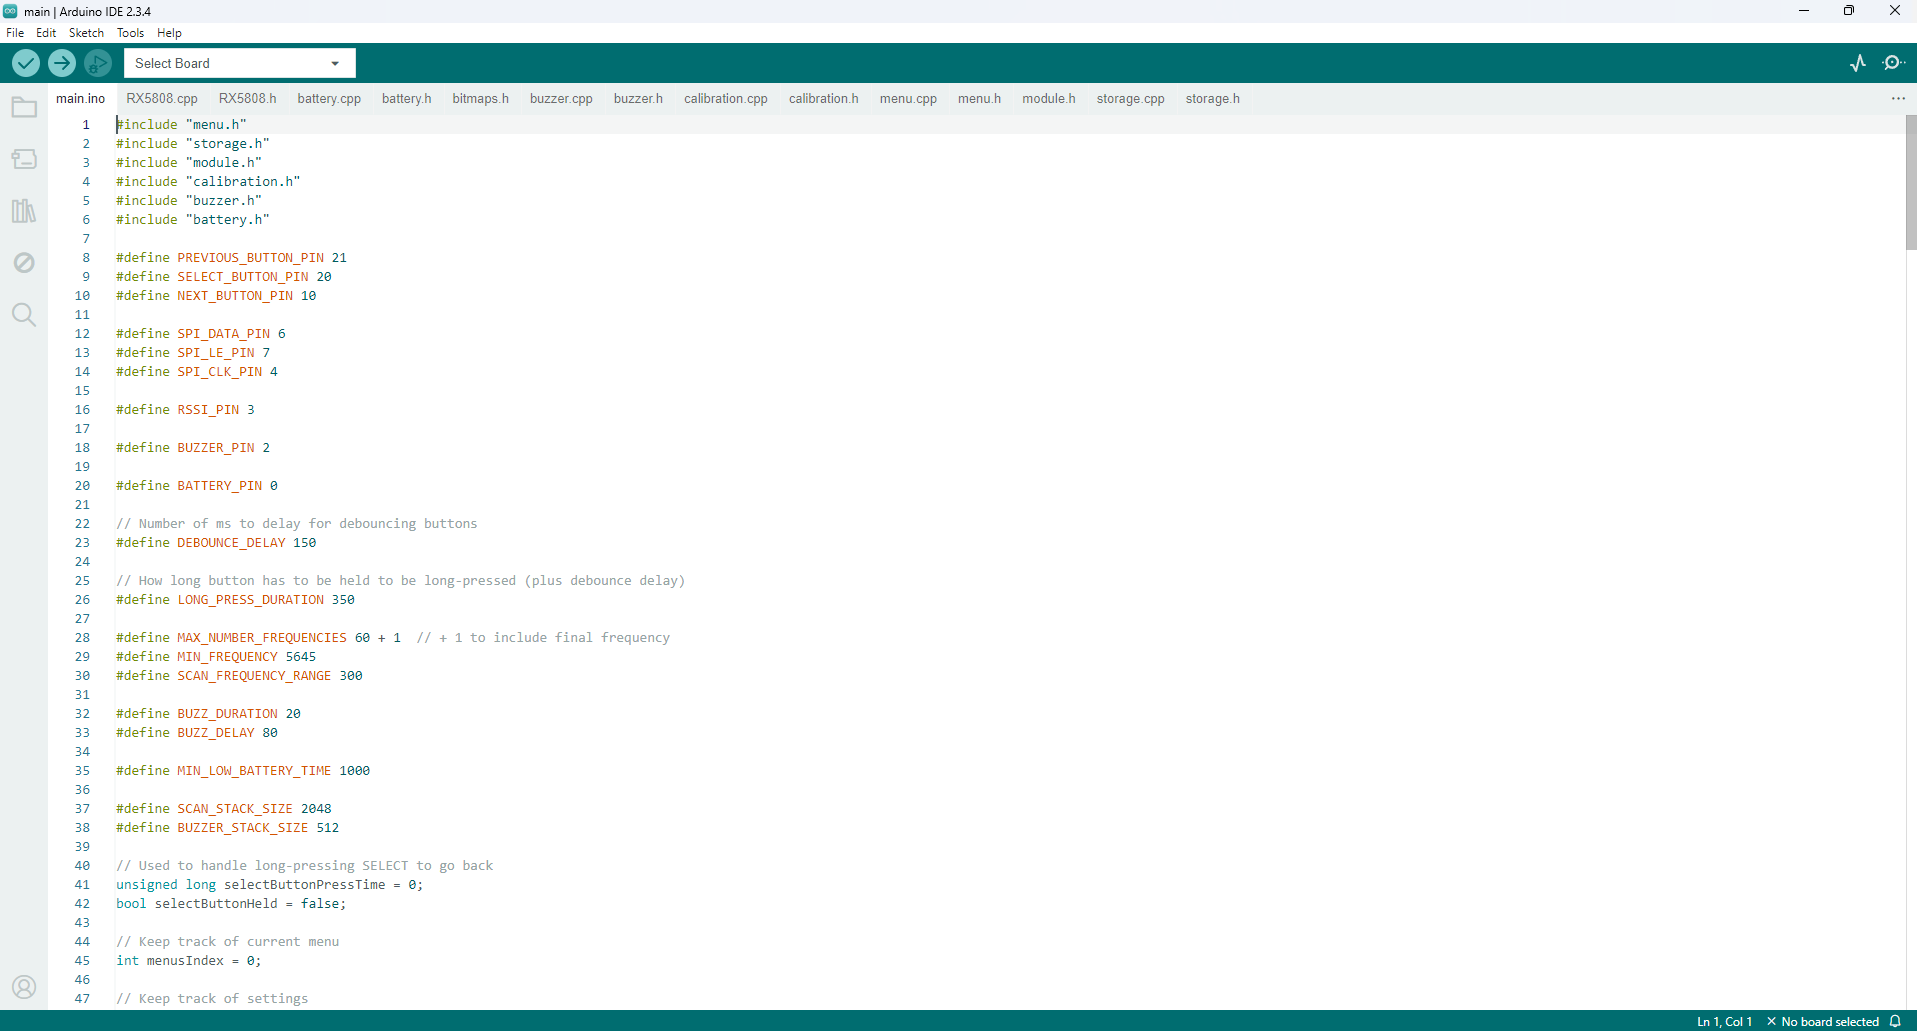 main | Arduino IDE 2.3.4
File Edit Sketch Tools Help
Select Board
main.ino RX5808.cpp RX5808.h battery.cpp battery.h bitmaps.h buzzer.cpp buzzer.h calibration.cpp calibration.h menu.cpp menu.h module.h storage.cpp storage.h
1 #include "menu.h"
2 #include "storage.h"
3 #include "module.h"
4 #include "calibration.h"
5 #include "buzzer.h"
6 #include "battery.h"
7
8 #define PREVIOUS_BUTTON_PIN 21
9 #define SELECT_BUTTON_PIN 20
10 #define NEXT_BUTTON_PIN 10
11
12 #define SPI_DATA_PIN 6
13 #define SPI_LE_PIN 7
14 #define SPI_CLK_PIN 4
15
16 #define RSSI_PIN 3
17
18 #define BUZZER_PIN 2
19
20 #define BATTERY_PIN 0
21
22 // Number of ms to delay for debouncing buttons
23 #define DEBOUNCE_DELAY 150
24
25 // How long button has to be held to be long-pressed (plus debounce delay)
26 #define LONG_PRESS_DURATION 350
27
28 #define MAX_NUMBER_FREQUENCIES 60 + 1 // + 1 to include final frequency
29 #define MIN_FREQUENCY 5645
30 #define SCAN_FREQUENCY_RANGE 300
31
32 #define BUZZ_DURATION 20
33 #define BUZZ_DELAY 80
34
35 #define MIN_LOW_BATTERY_TIME 1000
36
37 #define SCAN_STACK_SIZE 2048
38 #define BUZZER_STACK_SIZE 512
39
40 // Used to handle long-pressing SELECT to go back
41 unsigned long selectButtonPressTime = 0;
42 bool selectButtonHeld = false;
43
44 // Keep track of current menu
45 int menusIndex = 0;
46
47 // Keep track of settings
Ln 1, Col 1 × No board selected